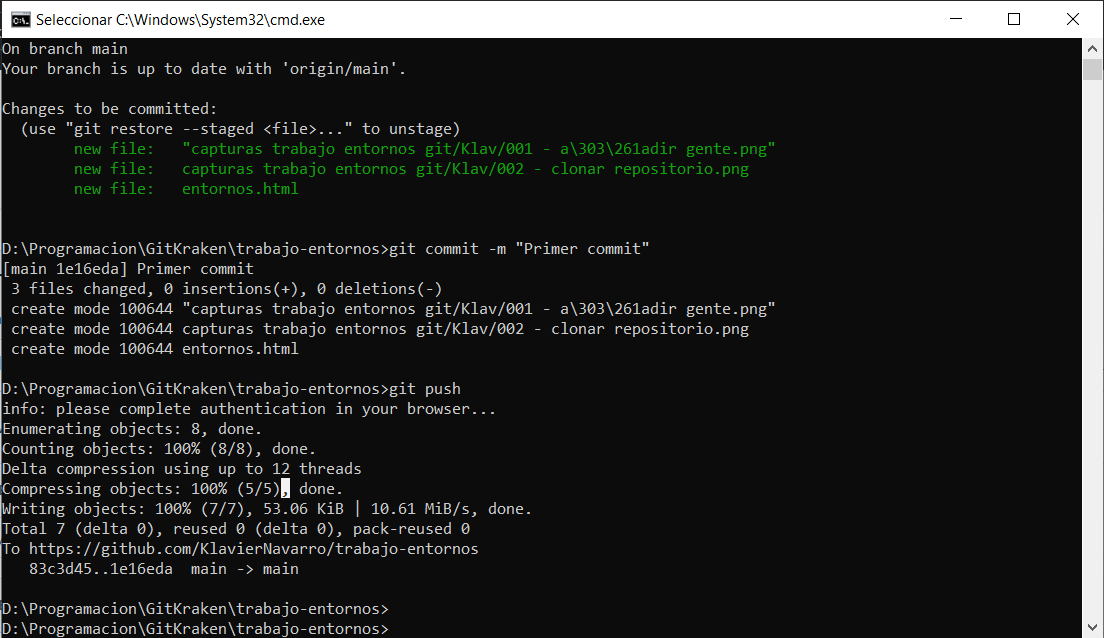 Seleccionar C:\Windows\System32\cmd.exe
On branch main
Your branch is up to date with 'origin/main'.
Changes to be committed:
  (use "git restore --staged <file>..." to unstage)
        new file:   "capturas trabajo entornos git/Klav/001 - a\303\261adir gente.png"
        new file:   capturas trabajo entornos git/Klav/002 - clonar repositorio.png
        new file:   entornos.html
D:\Programacion\GitKraken\trabajo-entornos>git commit -m "Primer commit"
[main 1e16eda] Primer commit
 3 files changed, 0 insertions(+), 0 deletions(-)
 create mode 100644 "capturas trabajo entornos git/Klav/001 - a\303\261adir gente.png"
 create mode 100644 capturas trabajo entornos git/Klav/002 - clonar repositorio.png
 create mode 100644 entornos.html
D:\Programacion\GitKraken\trabajo-entornos>git push
info: please complete authentication in your browser...
Enumerating objects: 8, done.
Counting objects: 100% (8/8), done.
Delta compression using up to 12 threads
Compressing objects: 100% (5/5), done.
Writing objects: 100% (7/7), 53.06 KiB | 10.61 MiB/s, done.
Total 7 (delta 0), reused 0 (delta 0), pack-reused 0
To https://github.com/KlavierNavarro/trabajo-entornos
   83c3d45..1e16eda  main -> main
D:\Programacion\GitKraken\trabajo-entornos>
D:\Programacion\GitKraken\trabajo-entornos>